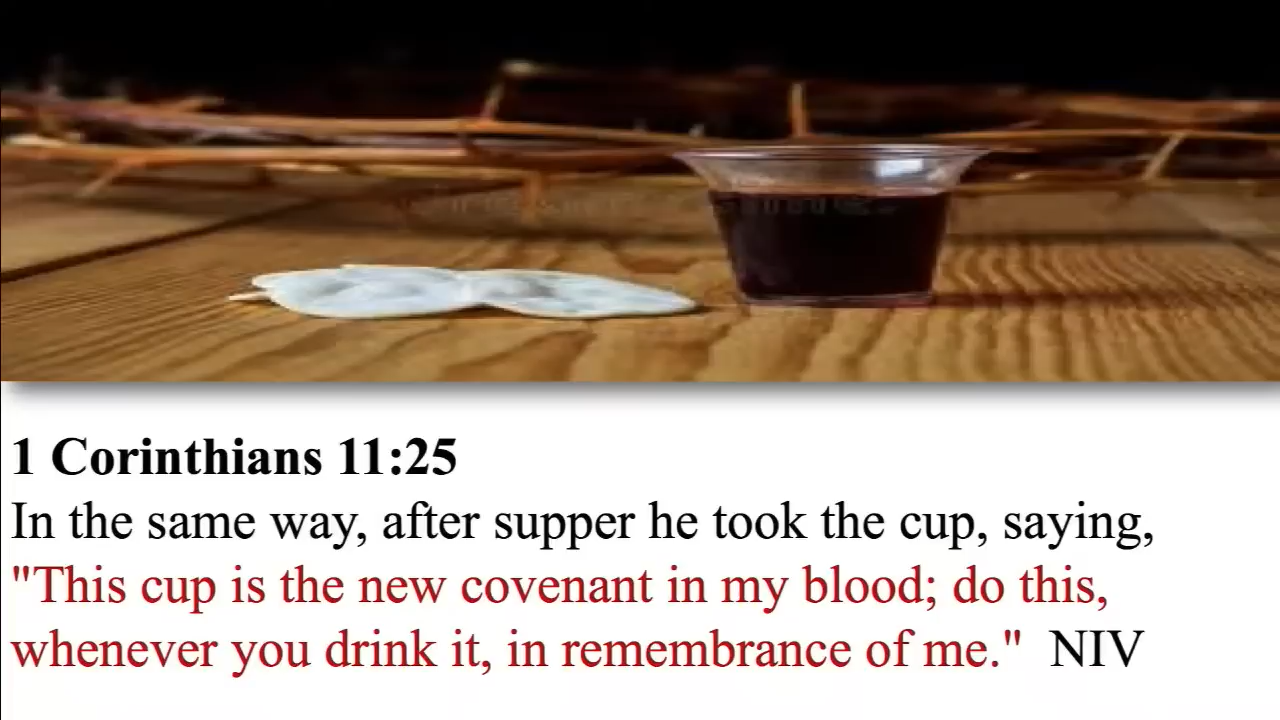 1 Corinthians 11:25
In the same way, after supper he took the cup, saying,
"This cup is the new covenant in my blood; do this,
whenever you drink it, in remembrance of me." NIV